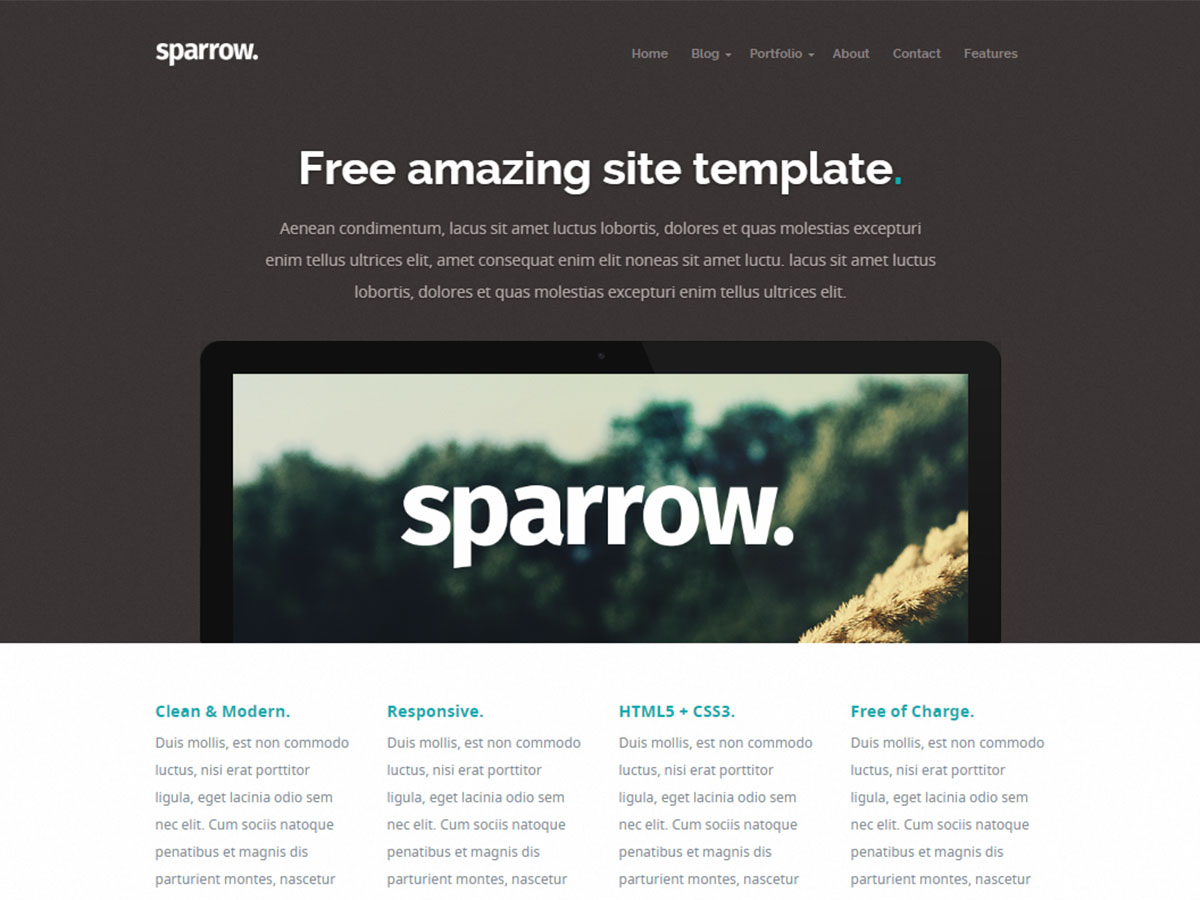 sparrow.
Home Blog Portfolio About Contact Features
Free amazing site template.
Aenean condimentum, lacus sit amet luctus lobortis, dolores et quas molestias excepturi
enim tellus ultrices elit, amet consequat enim elit noneas sit amet luctu. lacus sit amet luctus
lobortis, dolores et quas molestias excepturi enim tellus ultrices elit.
sparrow.
Clean & Modern.
Duis mollis, est non commodo
luctus, nisi erat porttitor
ligula, eget lacinia odio sem
nec elit. Cum sociis natoque
penatibus et magnis dis
parturient montes, nascetur
Responsive.
Duis mollis, est non commodo
luctus, nisi erat porttitor
ligula, eget lacinia odio sem
nec elit. Cum sociis natoque
penatibus et magnis dis
parturient montes, nascetur
HTML5 + CSS3.
Duis mollis, est non commodo
luctus, nisi erat porttitor
ligula, eget lacinia odio sem
nec elit. Cum sociis natoque
penatibus et magnis dis
parturient montes, nascetur
Free of Charge.
Duis mollis, est non commodo
luctus, nisi erat porttitor
ligula, eget lacinia odio sem
nec elit. Cum sociis natoque
penatibus et magnis dis
parturient montes, nascetur